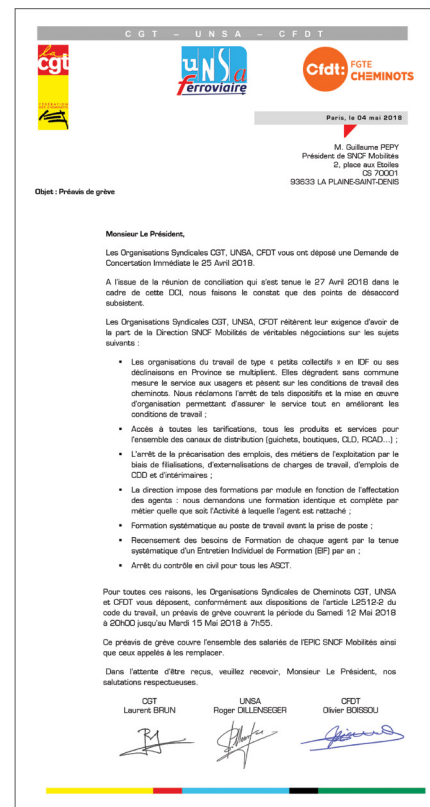 CGT – UNSA – CFDT
la
cgt
FÉDÉRATION
DES CHEMINOTS
UNSa
Ferroviaire
Cfdt:
FGTE
CHEMINOTS
Paris, le 04 mai 2018
M. Guillaume PEPY
Président de SNCF Mobilités
2, place aux Etoiles
CS 70001
93633 LA PLAINE-SAINT-DENIS
Objet : Préavis de grève
Monsieur Le Président,
Les Organisations Syndicales CGT, UNSA, CFDT vous ont déposé une Demande de
Concertation Immédiate le 25 Avril 2018.
A l'issue de la réunion de conciliation qui s'est tenue le 27 Avril 2018 dans le
cadre de cette DCI, nous faisons le constat que des points de désaccord
subsistent.
Les Organisations Syndicales CGT, UNSA, CFDT réitérent leur exigence d'avoir de
la part de la Direction SNCF Mobilités de véritables négociations sur les sujets
suivants :
• Les organisations du travail de type « petits collectifs » en IDF ou ses
déclinaisons en Province se multiplient. Elles dégradent sans commune
mesure le service aux usagers et pèsent sur les conditions de travail des
cheminots. Nous réclamons l'arrêt de tels dispositifs et la mise en œuvre
d'organisation permettant d'assurer le service tout en améliorent les
conditions de travail ;
• Accès à toutes les tarifications, tous les produits et services pour
l'ensemble des canaux de distribution (guichets, boutiques, CLD, RCAD...) ;
• L'arrêt de la précarisation des emplois, des métiers de l'exploitation par le
biais de filialisations, d'externalisations de charges de travail, d'emplois de
CDD et d'intérimaires ;
• La direction impose des formations par module en fonction de l'affectation
des agents : nous demandons une formation identique et complète par
métier quelle que soit l'Activité à laquelle l'agent est rattaché ;
• Formation systématique au poste de travail avant la prise de poste ;
• Recensement des besoins de Formation de chaque agent par la tenue
systématique d'un Entretien Individuel de Formation (EIF) par an ;
• Arrêt du contrôle en civil pour tous les ASCT.
Pour toutes ces raisons, les Organisations Syndicales de Cheminots CGT, UNSA
et CFDT vous déposent, conformément aux dispositions de l'article L2512-2 du
code du travail, un préavis de grève couvrant la période du Samedi 12 Mai 2018
à 20h00 jusqu'au Mardi 15 Mai 2018 à 7h55.
Ce préavis de grève couvre l'ensemble des salariés de l'EPIC SNCF Mobilités ainsi
que ceux appelés à les remplacer.
Dans l'attente d'être reçus, veuillez recevoir, Monsieur Le Président, nos
salutations respectueuses.
CGT UNSA CFDT
Laurent BRUN Roger DILLENSEGER Olivier BOISSOU